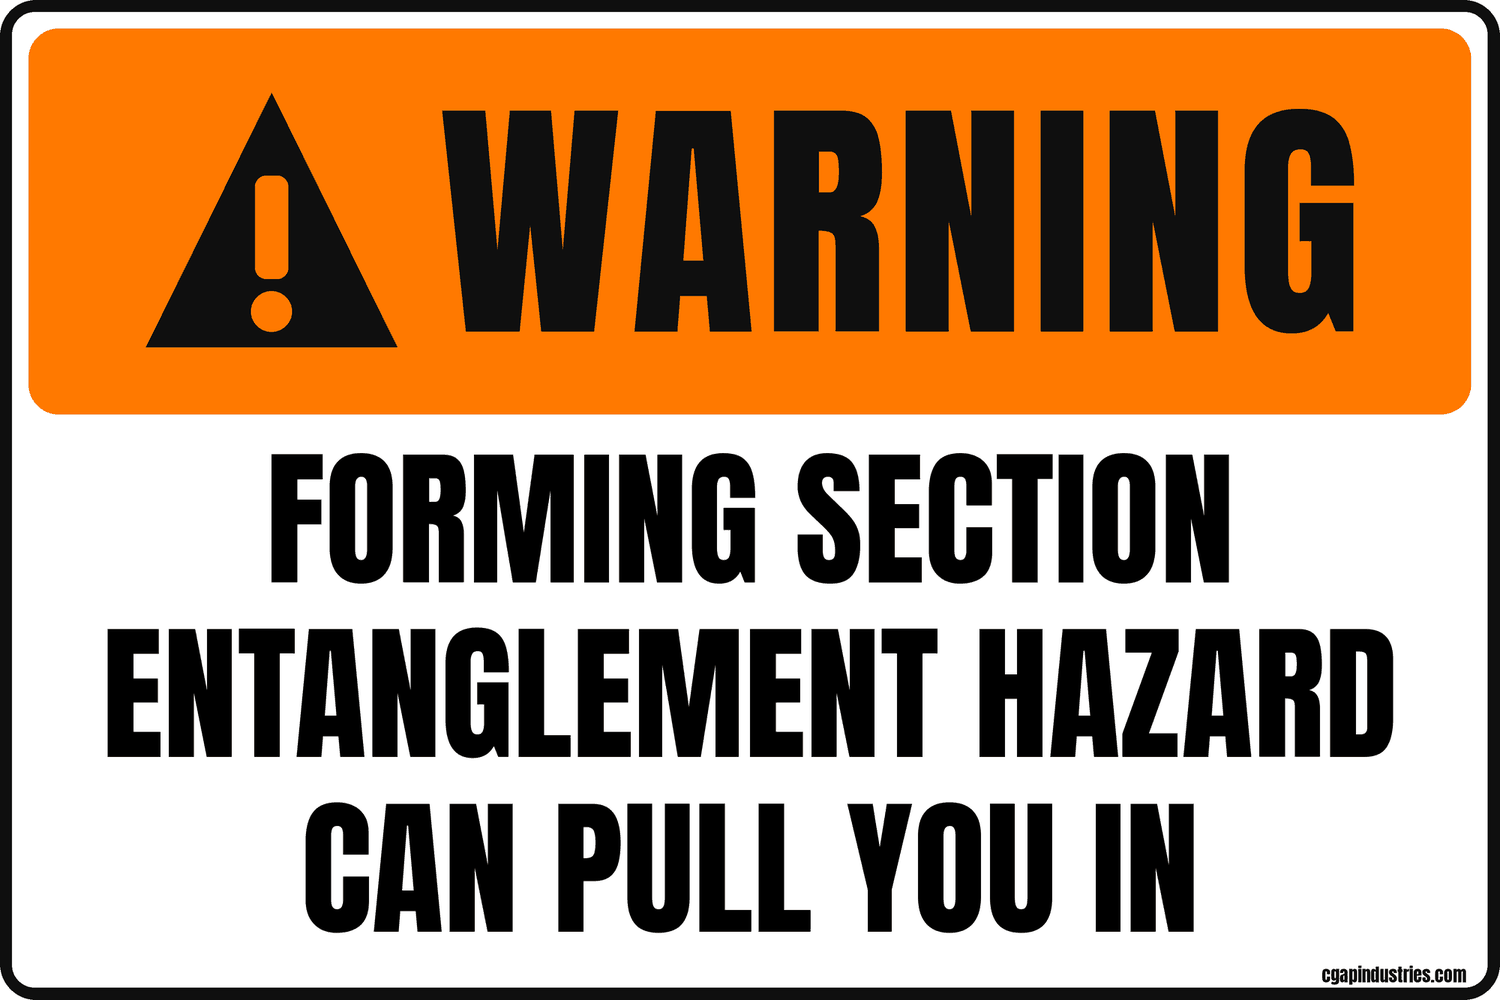 WARNING
FORMING SECTION
ENTANGLEMENT HAZARD
CAN PULL YOU IN
cgapindustries.com